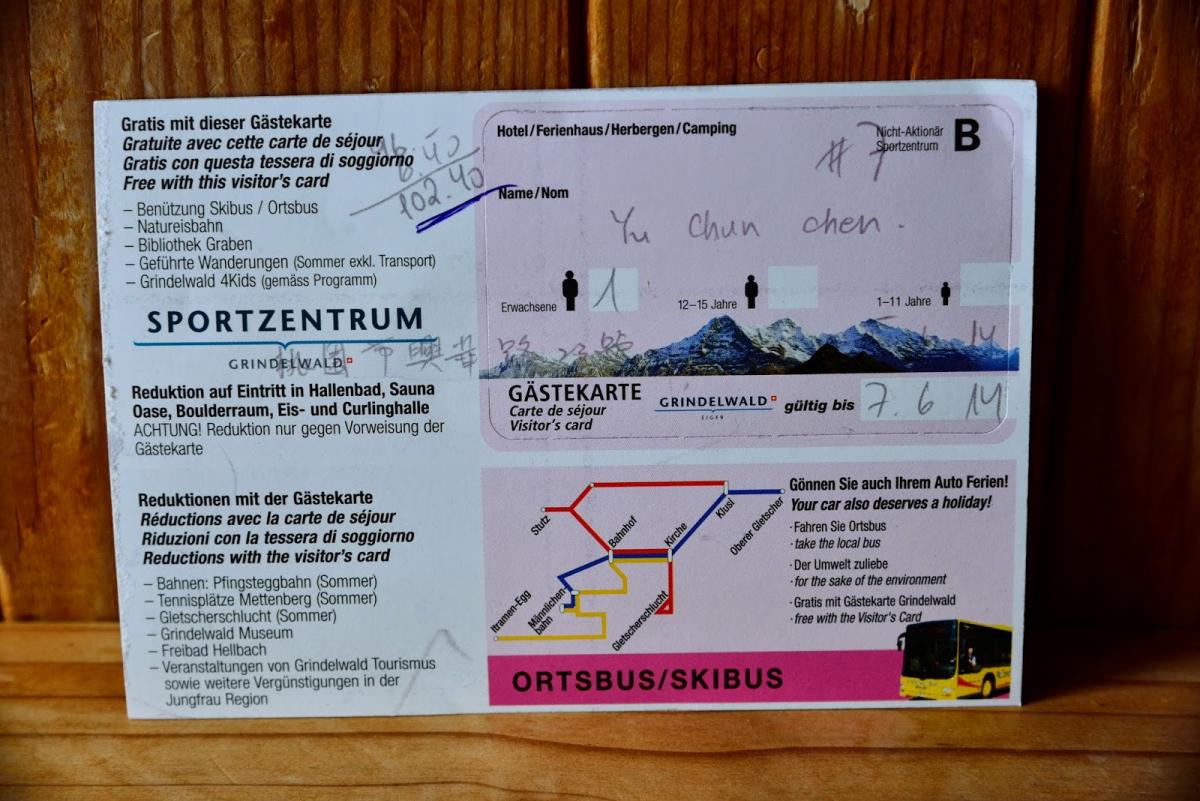 Gratis mit dieser Gästekarte
Gratuite avec cette carte de séjour
Gratis con questa tessera di soggiorno
Free with this visitor's card
– Benützung Skibus / Ortsbus
– Natureisbahn
– Bibliothek Graben
– Geführte Wanderungen (Sommer exkl. Transport)
– Grindelwald 4Kids (gemäss Programm)
102.40
SPORTZENTRUM
GRINDELWALD
Reduktion auf Eintritt in Hallenbad, Sauna
Oase, Boulderraum, Eis- und Curlinghalle
ACHTUNG! Reduktion nur gegen Vorweisung der
Gästekarte
Reduktionen mit der Gästekarte
Réductions avec la carte de séjour
Riduzioni con la tessera di soggiorno
Reductions with the visitor's card
– Bahnen: Pfingsteggbahn (Sommer)
– Tennisplätze Mettenberg (Sommer)
– Gletscherschlucht (Sommer)
– Grindelwald Museum
– Freibad Hellbach
– Veranstaltungen von Grindelwald Tourismus
sowie weitere Vergünstigungen in der
Jungfrau Region
Hotel / Ferienhaus / Herbergen / Camping
Nicht-Aktionär
Sportzentrum B
# 7
Name / Nom
Yu Chun chen.
Erwachsene 1 12–15 Jahre 1–11 Jahre
市興華路
14
GÄSTEKARTE
Carte de séjour
Visitor's card
GRINDELWALD
EIGER
gültig bis 7. 6 14
Stutz
Bahnhof
Kirche
Klusi
Oberer Gletscher
Itramen-Egg
Männlichen-
bahn
Gletscherschlucht
Gönnen Sie auch Ihrem Auto Ferien!
Your car also deserves a holiday!
· Fahren Sie Ortsbus
· take the local bus
· Der Umwelt zuliebe
· for the sake of the environment
· Gratis mit Gästekarte Grindelwald
· free with the Visitor's Card
ORTSBUS/SKIBUS